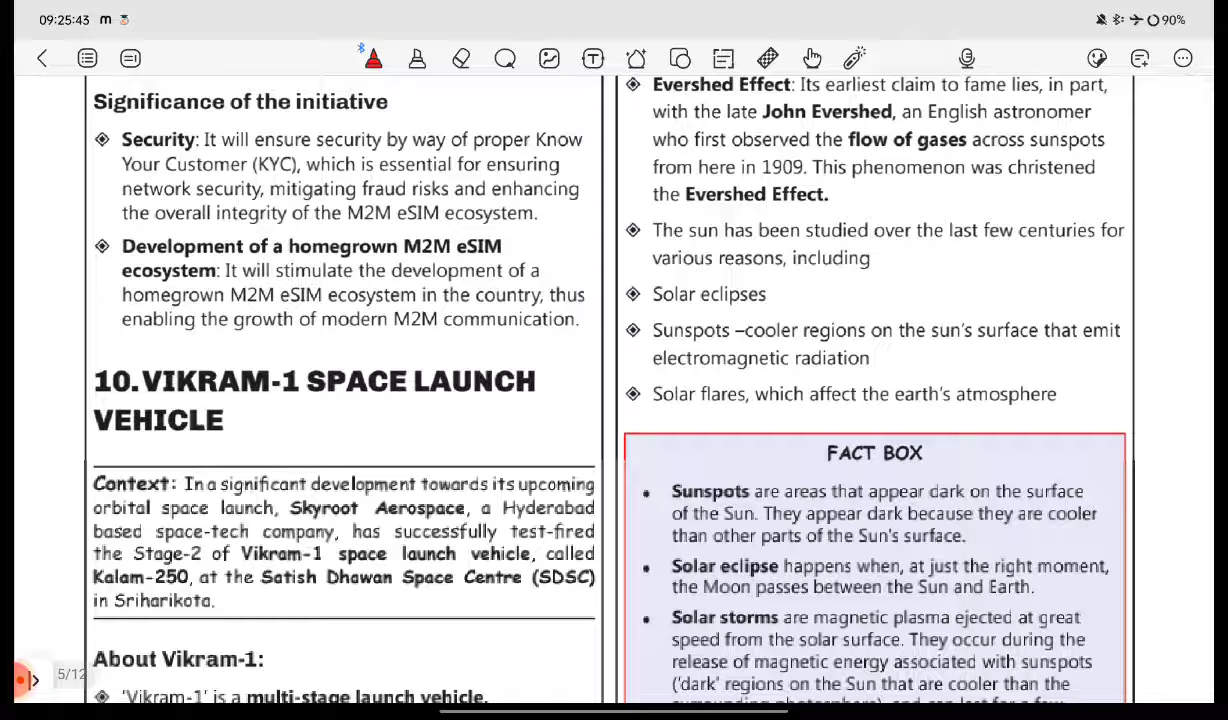 09:25:43 m
90%
Significance of the initiative
◈ Security: It will ensure security by way of proper Know
Your Customer (KYC), which is essential for ensuring
network security, mitigating fraud risks and enhancing
the overall integrity of the M2M eSIM ecosystem.
◈ Development of a homegrown M2M eSIM
ecosystem: It will stimulate the development of a
homegrown M2M eSIM ecosystem in the country, thus
enabling the growth of modern M2M communication.
10. VIKRAM-1 SPACE LAUNCH
VEHICLE
Context: In a significant development towards its upcoming
orbital space launch, Skyroot Aerospace, a Hyderabad
based space-tech company, has successfully test-fired
the Stage-2 of Vikram-1 space launch vehicle, called
Kalam-250, at the Satish Dhawan Space Centre (SDSC)
in Sriharikota.
About Vikram-1:
◈ 'Vikram-1' is a multi-stage launch vehicle.
5/12
◈ Evershed Effect: Its earliest claim to fame lies, in part,
with the late John Evershed, an English astronomer
who first observed the flow of gases across sunspots
from here in 1909. This phenomenon was christened
the Evershed Effect.
◈ The sun has been studied over the last few centuries for
various reasons, including
◈ Solar eclipses
◈ Sunspots –cooler regions on the sun's surface that emit
electromagnetic radiation
◈ Solar flares, which affect the earth's atmosphere
FACT BOX
• Sunspots are areas that appear dark on the surface
of the Sun. They appear dark because they are cooler
than other parts of the Sun's surface.
• Solar eclipse happens when, at just the right moment,
the Moon passes between the Sun and Earth.
• Solar storms are magnetic plasma ejected at great
speed from the solar surface. They occur during the
release of magnetic energy associated with sunspots
('dark' regions on the Sun that are cooler than the